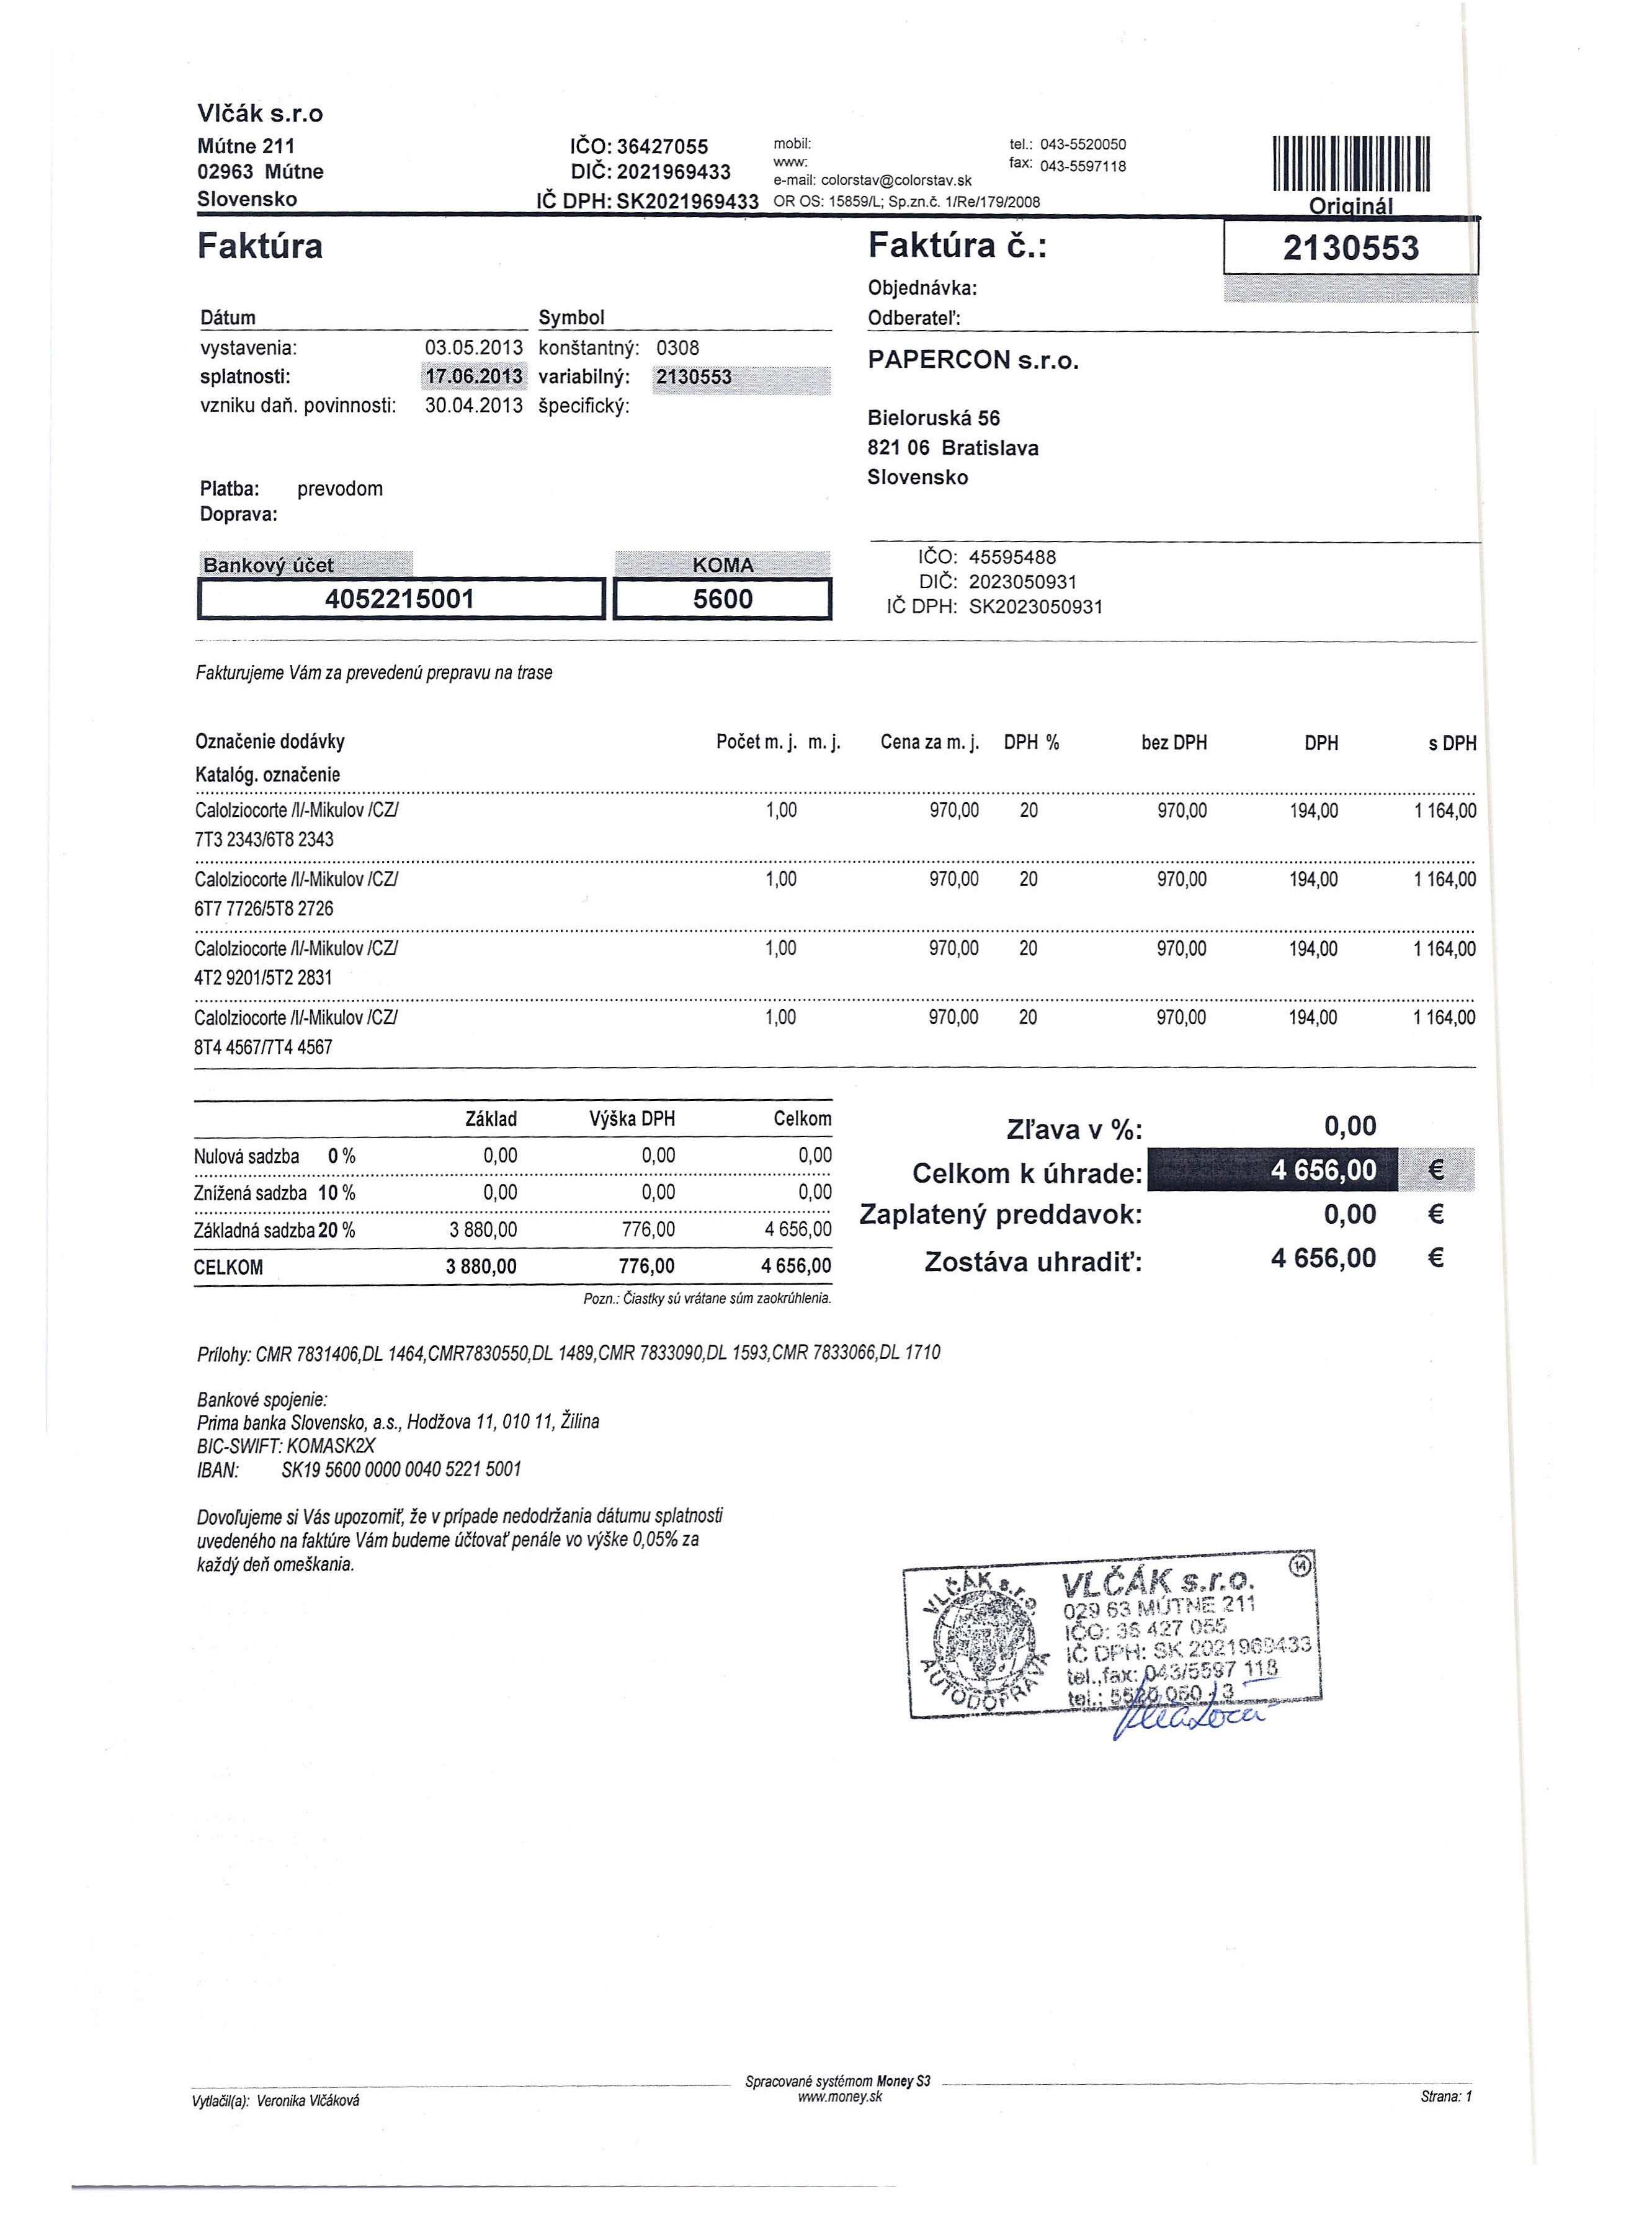 Vlčák s.r.o
Mútne 211
02963 Mútne
Slovensko
IČO: 36427055
DIČ: 2021969433
IČ DPH: SK2021969433
mobil:
www:
e-mail: colorstav@colorstav.sk
OR OS: 15859/L; Sp.zn.č. 1/Re/179/2008
tel.: 043-5520050
fax: 043-5597118
Originál
Faktúra
Faktúra č.: 2130553
Objednávka:
Odberateľ:
Dátum Symbol
vystavenia: 03.05.2013 konštantný: 0308
splatnosti: 17.06.2013 variabilný: 2130553
vzniku daň. povinnosti: 30.04.2013 špecifický:
PAPERCON s.r.o.
Bieloruská 56
821 06 Bratislava
Slovensko
Platba: prevodom
Doprava:
Bankový účet KOMA
4052215001 5600
IČO: 45595488
DIČ: 2023050931
IČ DPH: SK2023050931
Fakturujeme Vám za prevedenú prepravu na trase
Označenie dodávky Počet m. j. m. j. Cena za m. j. DPH % bez DPH DPH s DPH
Katalóg. označenie
Calolziocorte /I/-Mikulov /CZ/ 1,00 970,00 20 970,00 194,00 1 164,00
7T3 2343/6T8 2343
Calolziocorte /I/-Mikulov /CZ/ 1,00 970,00 20 970,00 194,00 1 164,00
6T7 7726/5T8 2726
Calolziocorte /I/-Mikulov /CZ/ 1,00 970,00 20 970,00 194,00 1 164,00
4T2 9201/5T2 2831
Calolziocorte /I/-Mikulov /CZ/ 1,00 970,00 20 970,00 194,00 1 164,00
8T4 4567/7T4 4567
Základ Výška DPH Celkom
Nulová sadzba 0 % 0,00 0,00 0,00
Znížená sadzba 10 % 0,00 0,00 0,00
Základná sadzba 20 % 3 880,00 776,00 4 656,00
CELKOM 3 880,00 776,00 4 656,00
Pozn.: Čiastky sú vrátane súm zaokrúhlenia.
Zľava v %: 0,00
Celkom k úhrade: 4 656,00 €
Zaplatený preddavok: 0,00 €
Zostáva uhradiť: 4 656,00 €
Prílohy: CMR 7831406,DL 1464,CMR7830550,DL 1489,CMR 7833090,DL 1593,CMR 7833066,DL 1710
Bankové spojenie:
Prima banka Slovensko, a.s., Hodžova 11, 010 11, Žilina
BIC-SWIFT: KOMASK2X
IBAN: SK19 5600 0000 0040 5221 5001
Dovoľujeme si Vás upozorniť, že v prípade nedodržania dátumu splatnosti
uvedeného na faktúre Vám budeme účtovať penále vo výške 0,05% za
každý deň omeškania.
VLČÁK s.r.o.
AUTODOPRAVA
14
VLČÁK s.r.o.
029 63 MÚTNE 211
IČO: 36 427 055
IČ DPH: SK 2021969433
tel.,fax: 043/5597 118
tel.:
Vytlačil(a): Veronika Vlčáková
Spracované systémom Money S3
www.money.sk
Strana: 1